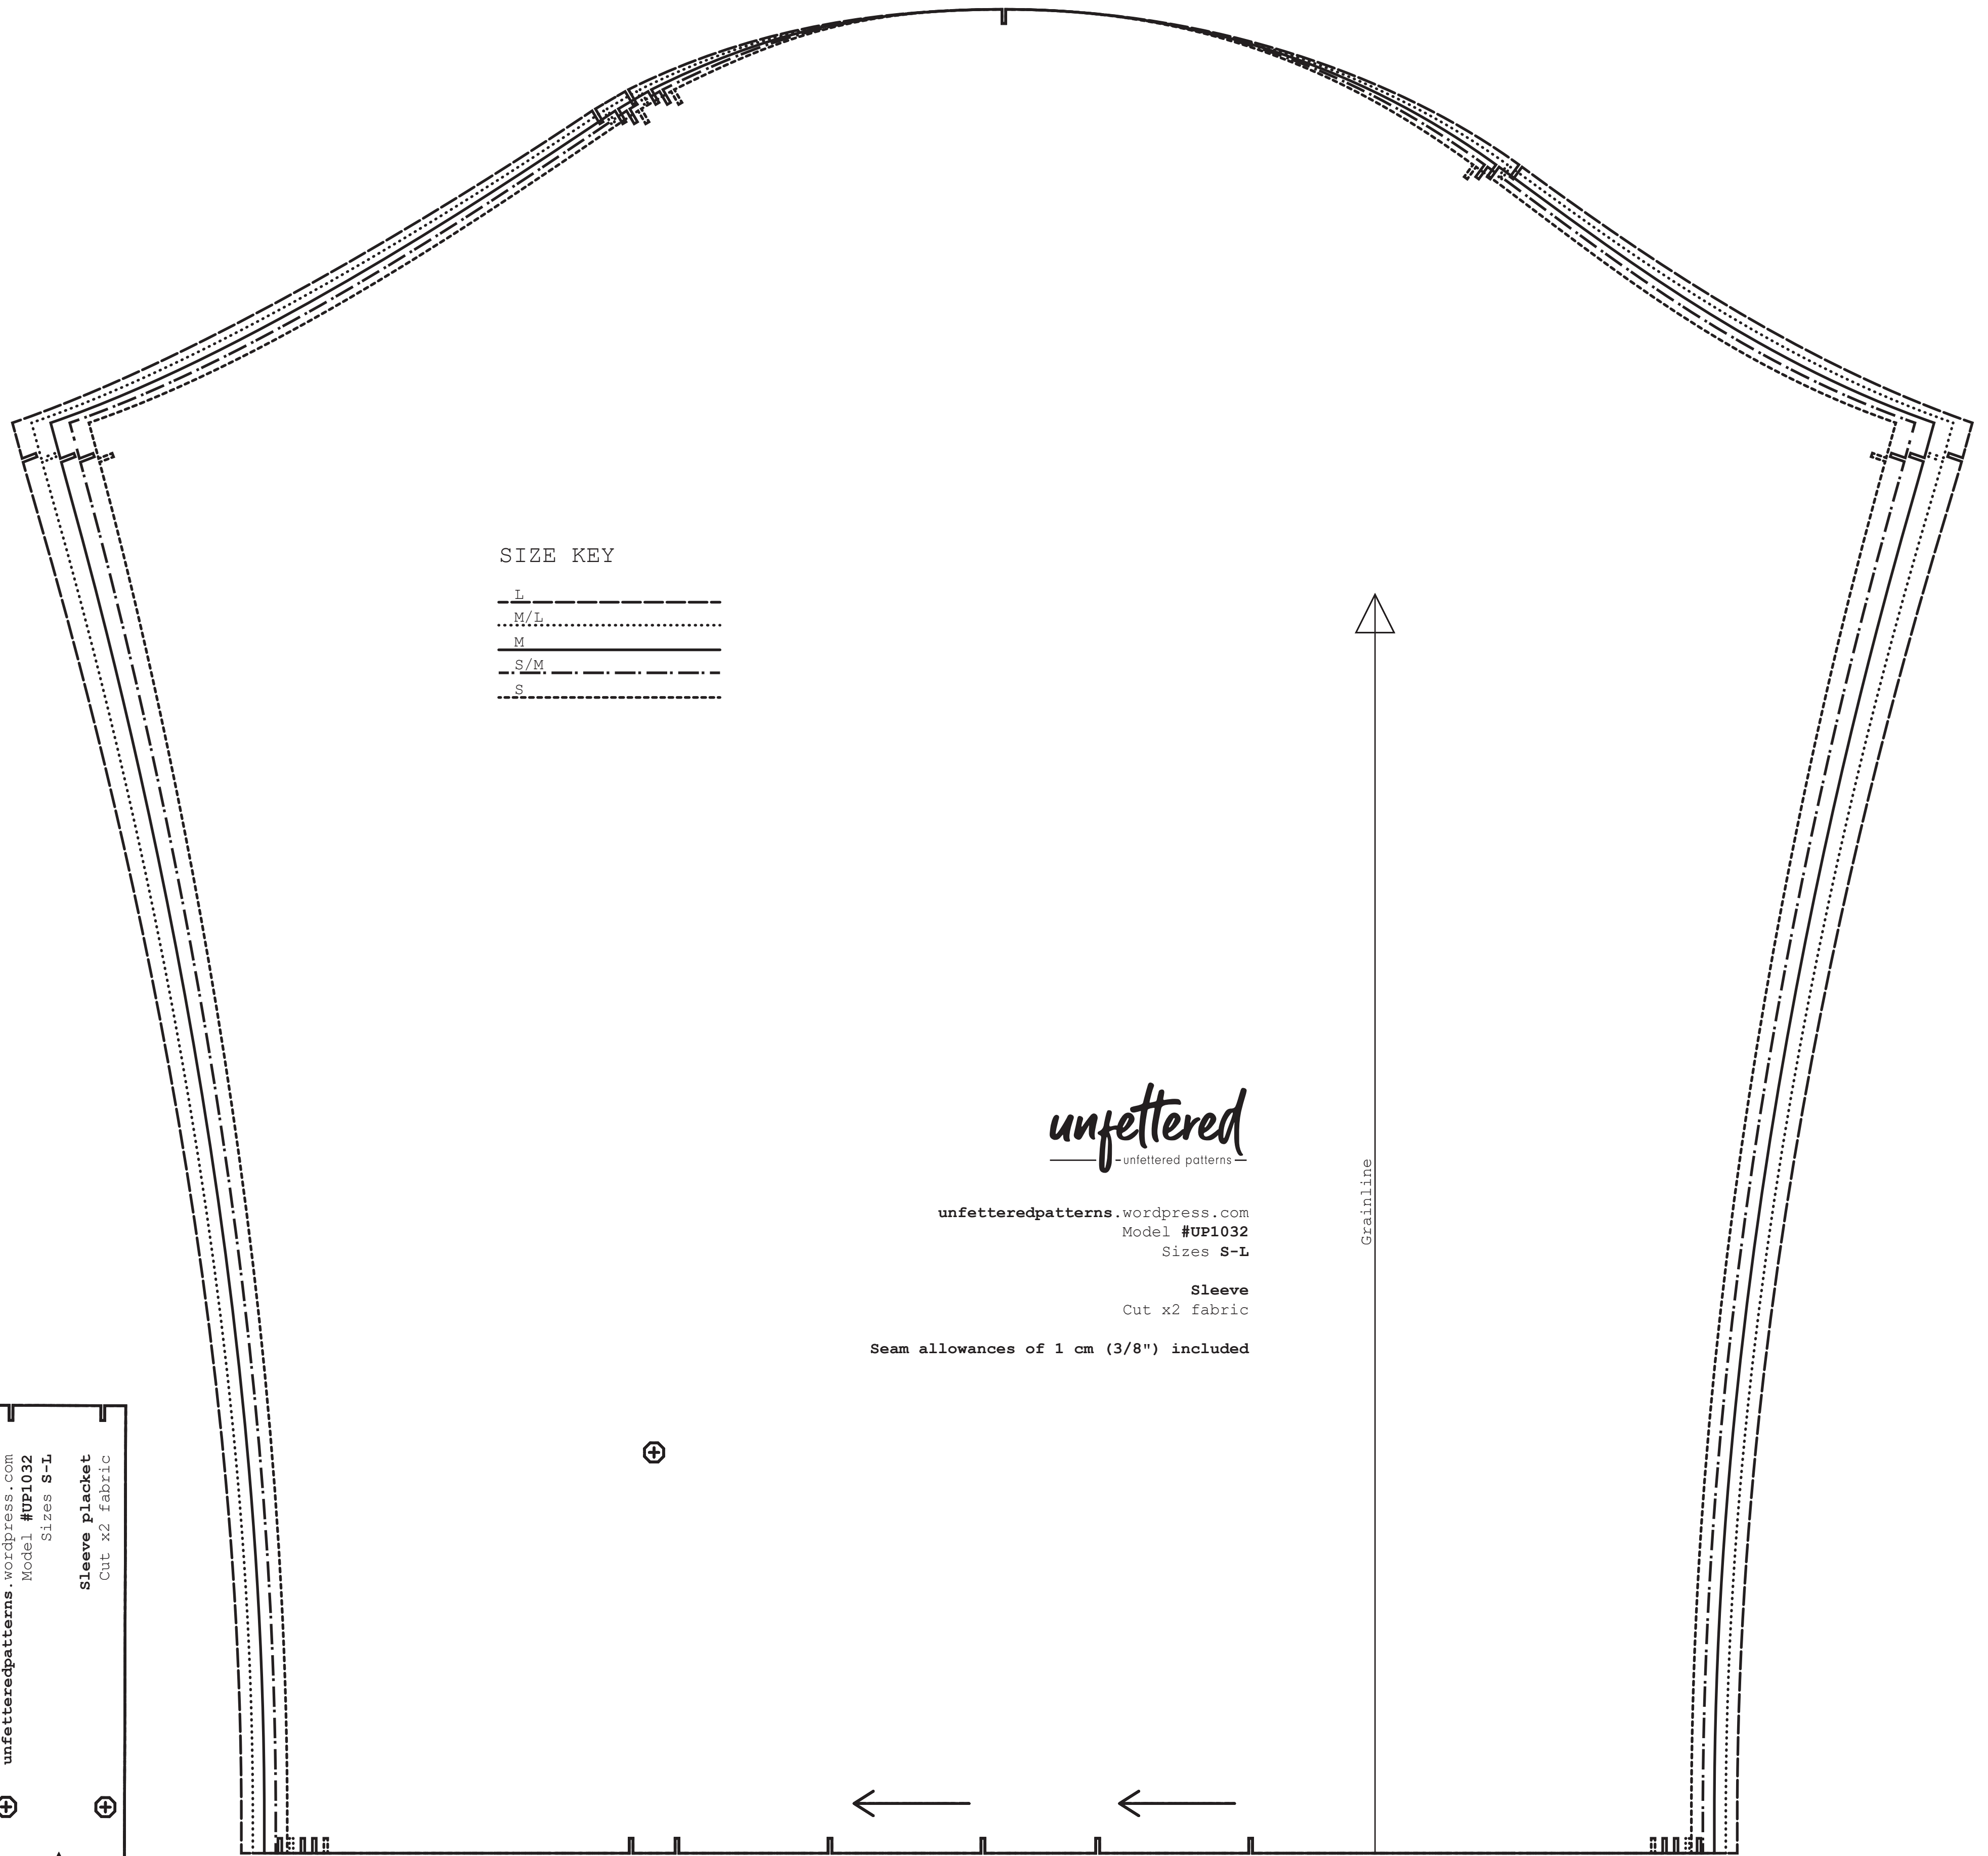 SIZE KEY
L
M/L
M
S/M
S
unfettered
unfettered patterns
unfetteredpatterns.wordpress.com
Model #UP1032
Sizes S-L
Sleeve
Cut x2 fabric
Seam allowances of 1 cm (3/8") included
Grainline
unfetteredpatterns.wordpress.com
Model #UP1032
Sizes S-L
Sleeve placket
Cut x2 fabric